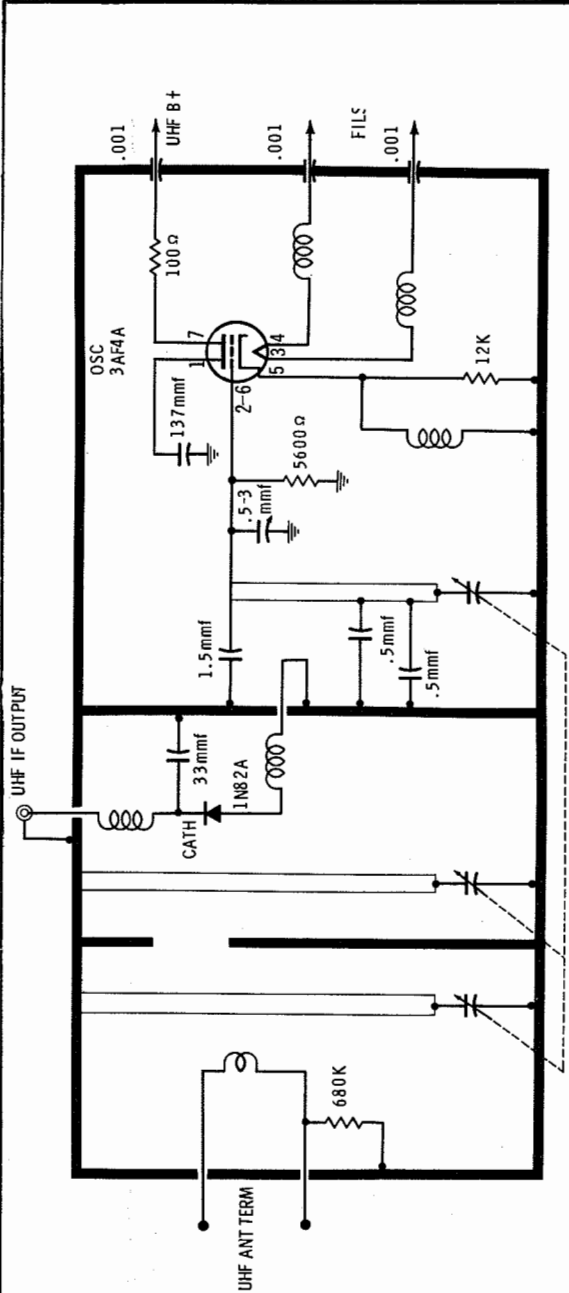 UHF ANT TERM
680K
UHF IF OUTPUT
33mmf
CATH
1N82A
1.5mmf
.5mmf
.5mmf
.5-3
mmf
5600Ω
137mmf
OSC
3AF4A
1
7
2-6
5
3
4
100Ω
12K
.001
UHF B+
.001
FILS
.001